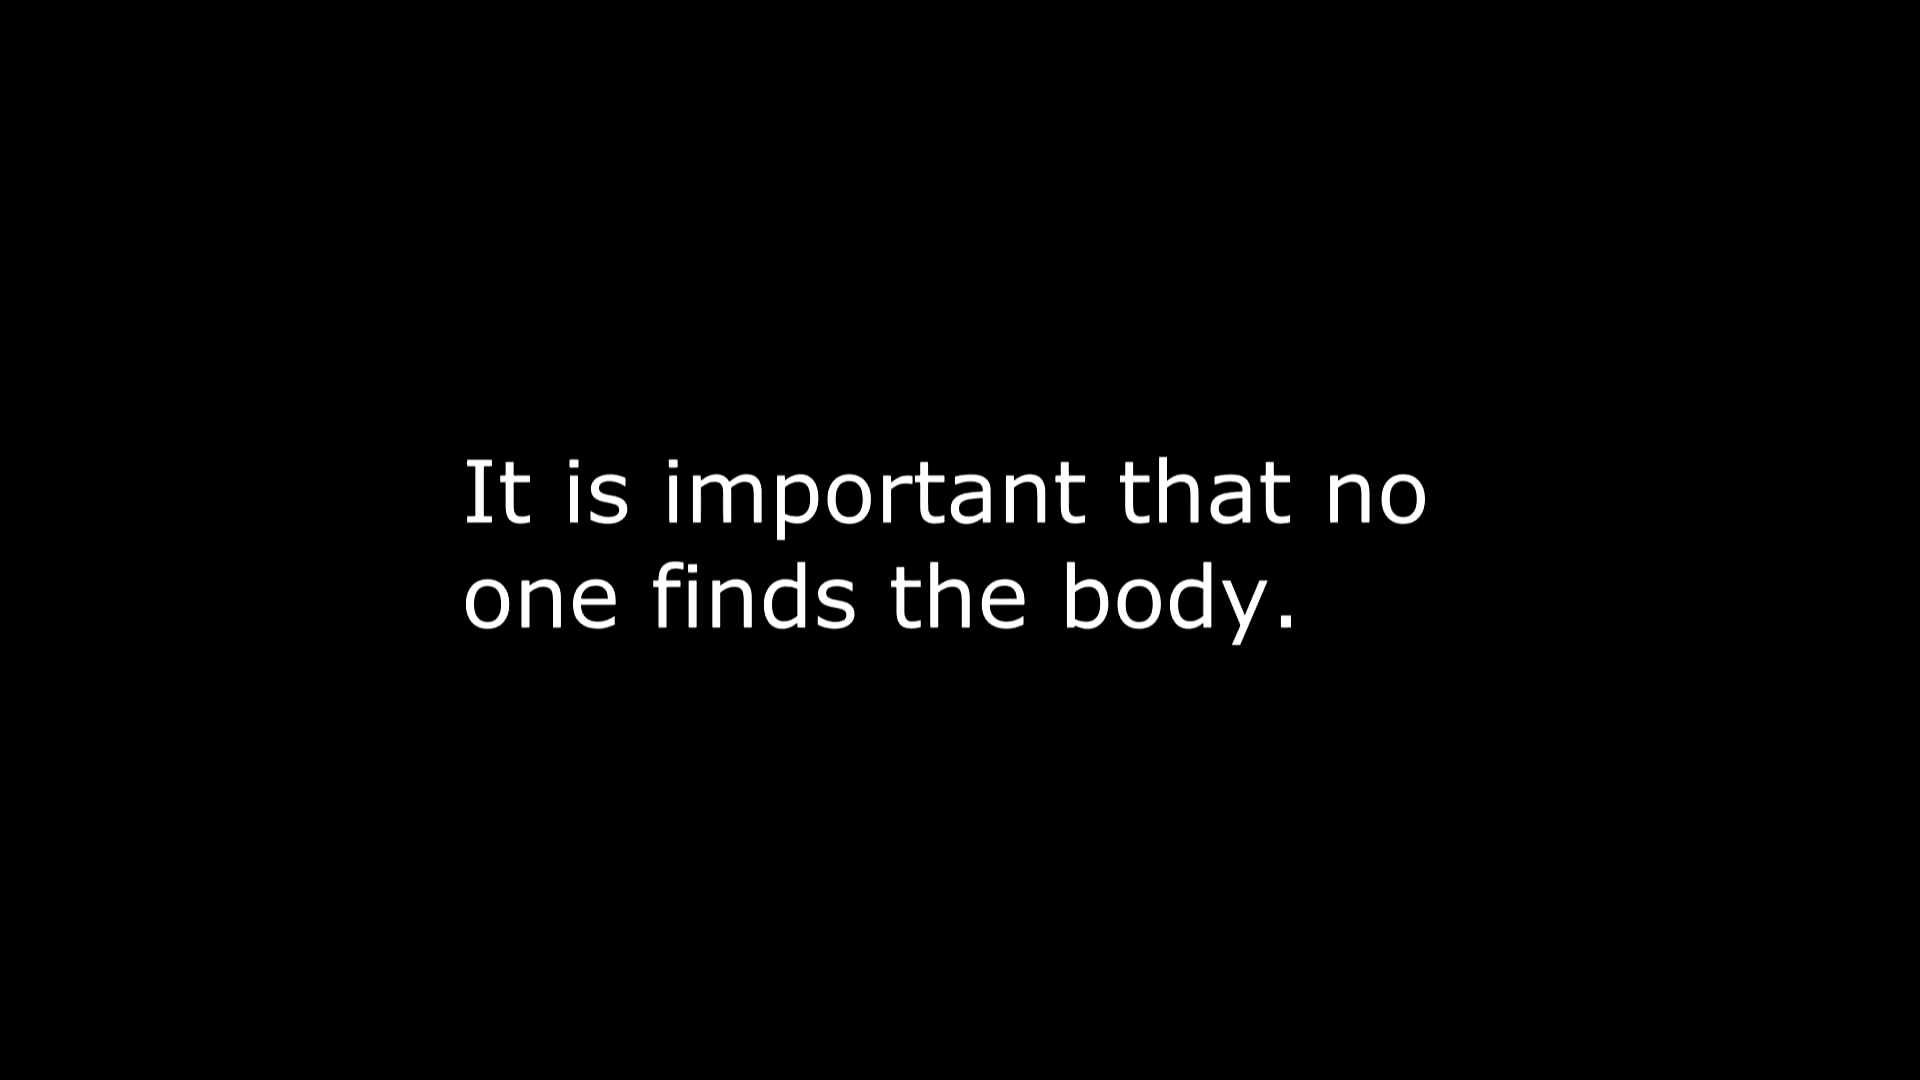 It is important that no
one finds the body.